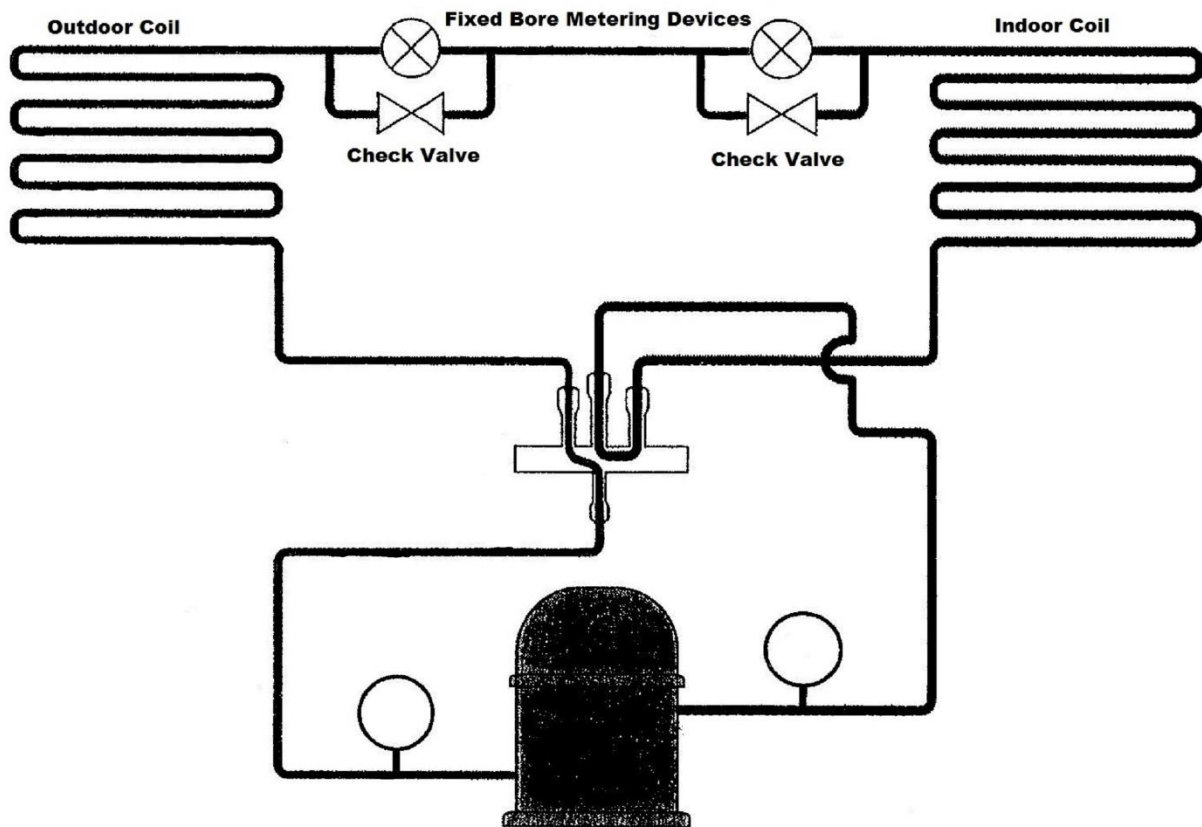 Fixed Bore Metering Devices
Outdoor Coil
Indoor Coil
Check Valve
Check Valve